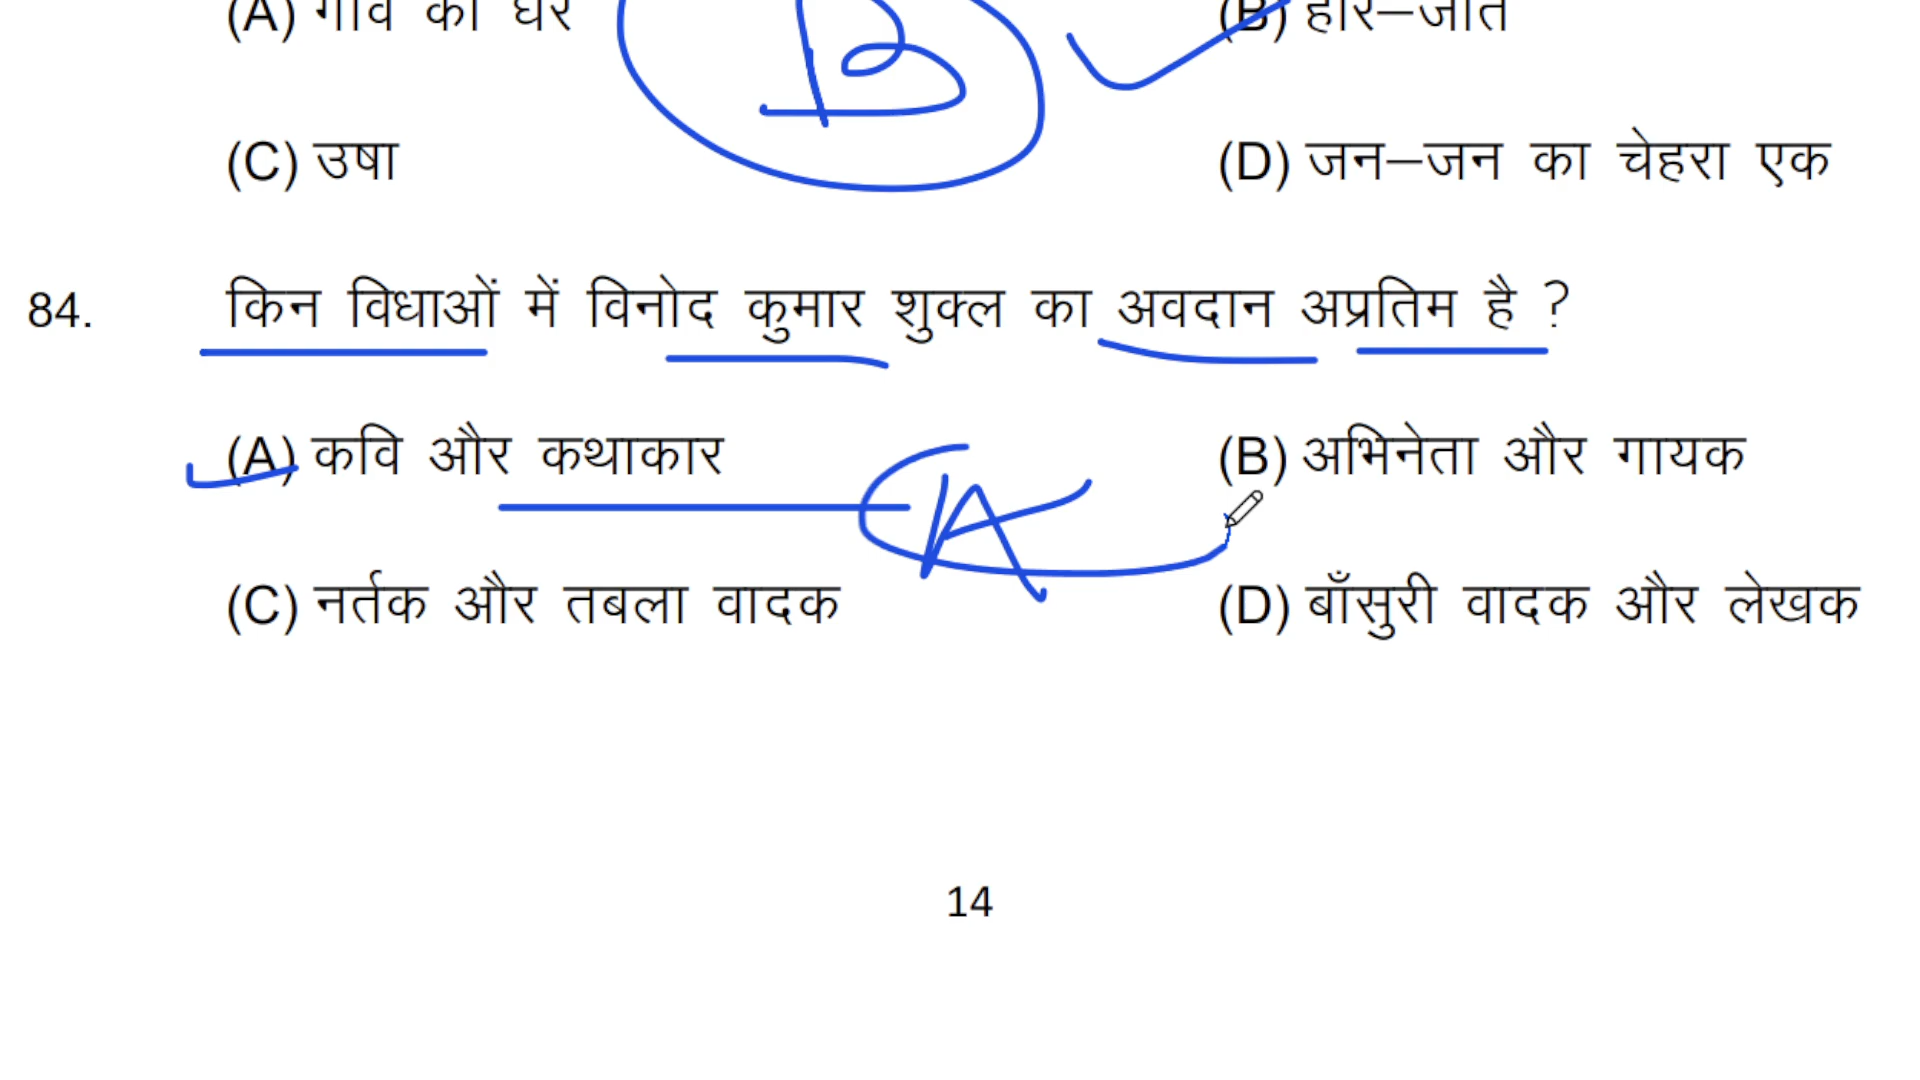 (A) गाँव का घर (B) हार–जीत
B
(C) उषा (D) जन–जन का चेहरा एक
84. किन विधाओं में विनोद कुमार शुक्ल का अवदान अप्रतिम है ?
(A) कवि और कथाकार (B) अभिनेता और गायक
A
(C) नर्तक और तबला वादक (D) बाँसुरी वादक और लेखक
14